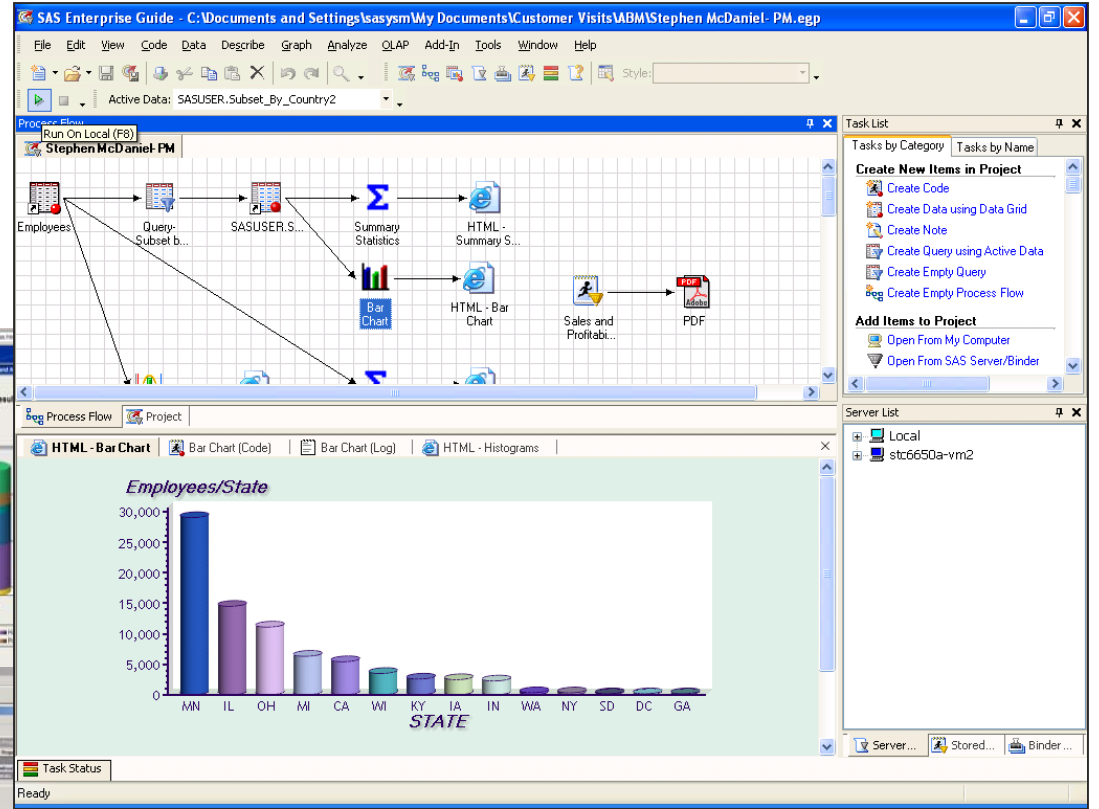 SAS Enterprise Guide - C:\Documents and Settings\sasysm\My Documents\Customer Visits\ABM\Stephen McDaniel- PM.egp
File Edit View Code Data Describe Graph Analyze OLAP Add-In Tools Window Help
Style:
Active Data: SASUSER.Subset_By_Country2
Process Flow
Run On Local (F8)
Stephen McDaniel- PM
Employees
Query-
Subset b...
SASUSER.S...
Summary
Statistics
HTML -
Summary S...
Bar
Chart
HTML - Bar
Chart
Sales and
Profitabi...
PDF
Adobe
PDF
Process Flow Project
Task List
Tasks by Category Tasks by Name
Create New Items in Project
Create Code
Create Data using Data Grid
Create Note
Create Query using Active Data
Create Empty Query
Create Empty Process Flow
Add Items to Project
Open From My Computer
Open From SAS Server/Binder
HTML - Bar Chart Bar Chart (Code) Bar Chart (Log) HTML - Histograms
Employees/State
30,000
25,000
20,000
15,000
10,000
5,000
0
MN IL OH MI CA WI KY IA IN WA NY SD DC GA
STATE
Server List
Local
stc6650a-vm2
Server... Stored... Binder...
Task Status
Ready